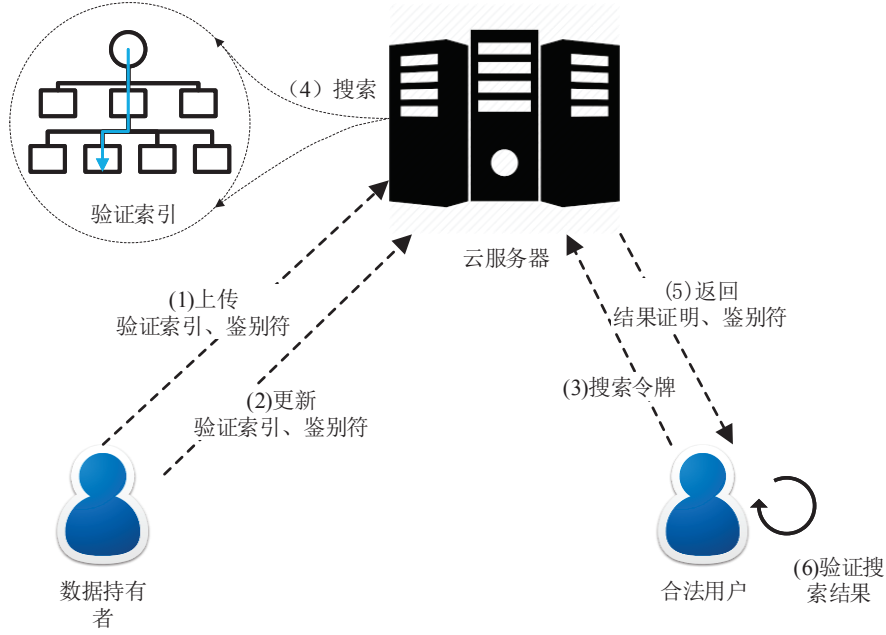 (4)搜索
验证索引
云服务器
(1)上传
验证索引、鉴别符
(2)更新
验证索引、鉴别符
(5)返回
结果证明、鉴别符
(3)搜索令牌
数据持有
者
合法用户
(6)验证搜
索结果